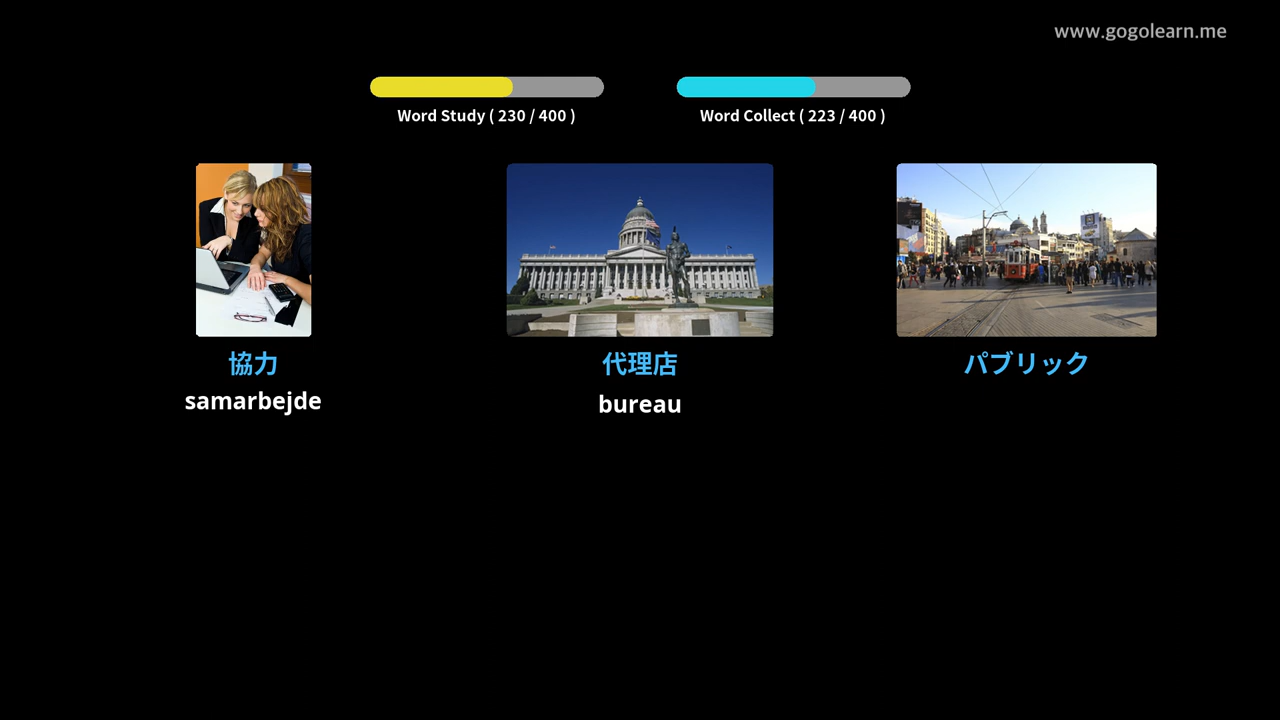 www.gogolearn.me
Word Study ( 230 / 400 )
Word Collect ( 223 / 400 )
協力
代理店
パブリック
samarbejde
bureau